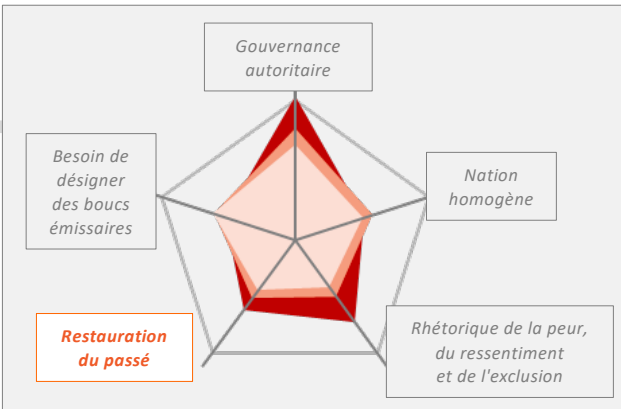 Gouvernance
autoritaire
Besoin de
désigner
des boucs
émissaires
Nation
homogène
Restauration
du passé
Rhétorique de la peur,
du ressentiment
et de l'exclusion